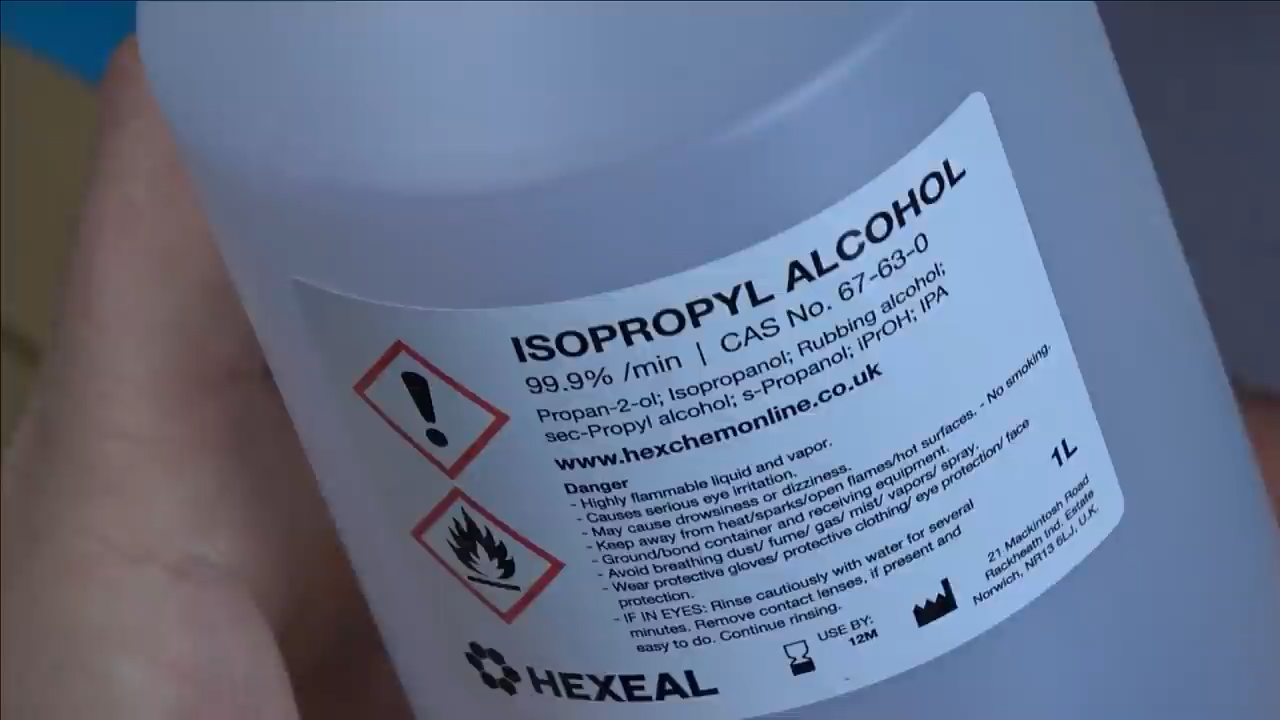 ISOPROPYL ALCOHOL
99.9% /min | CAS No. 67-63-0
Propan-2-ol; Isopropanol; Rubbing alcohol;
sec-Propyl alcohol; s-Propanol; iPrOH; IPA
www.hexchemonline.co.uk
Danger
- Highly flammable liquid and vapor.
- Causes serious eye irritation.
- May cause drowsiness or dizziness.
- Keep away from heat/sparks/open flames/hot surfaces. - No smoking.
- Ground/bond container and receiving equipment.
- Avoid breathing dust/ fume/ gas/ mist/ vapors/ spray.
- Wear protective gloves/ protective clothing/ eye protection/ face
protection.
- IF IN EYES: Rinse cautiously with water for several
minutes. Remove contact lenses, if present and
easy to do. Continue rinsing.
1L
HEXEAL
USE BY:
12M
21 Mackintosh Road
Rackheath Ind. Estate
Norwich, NR13 6LJ, U.K.